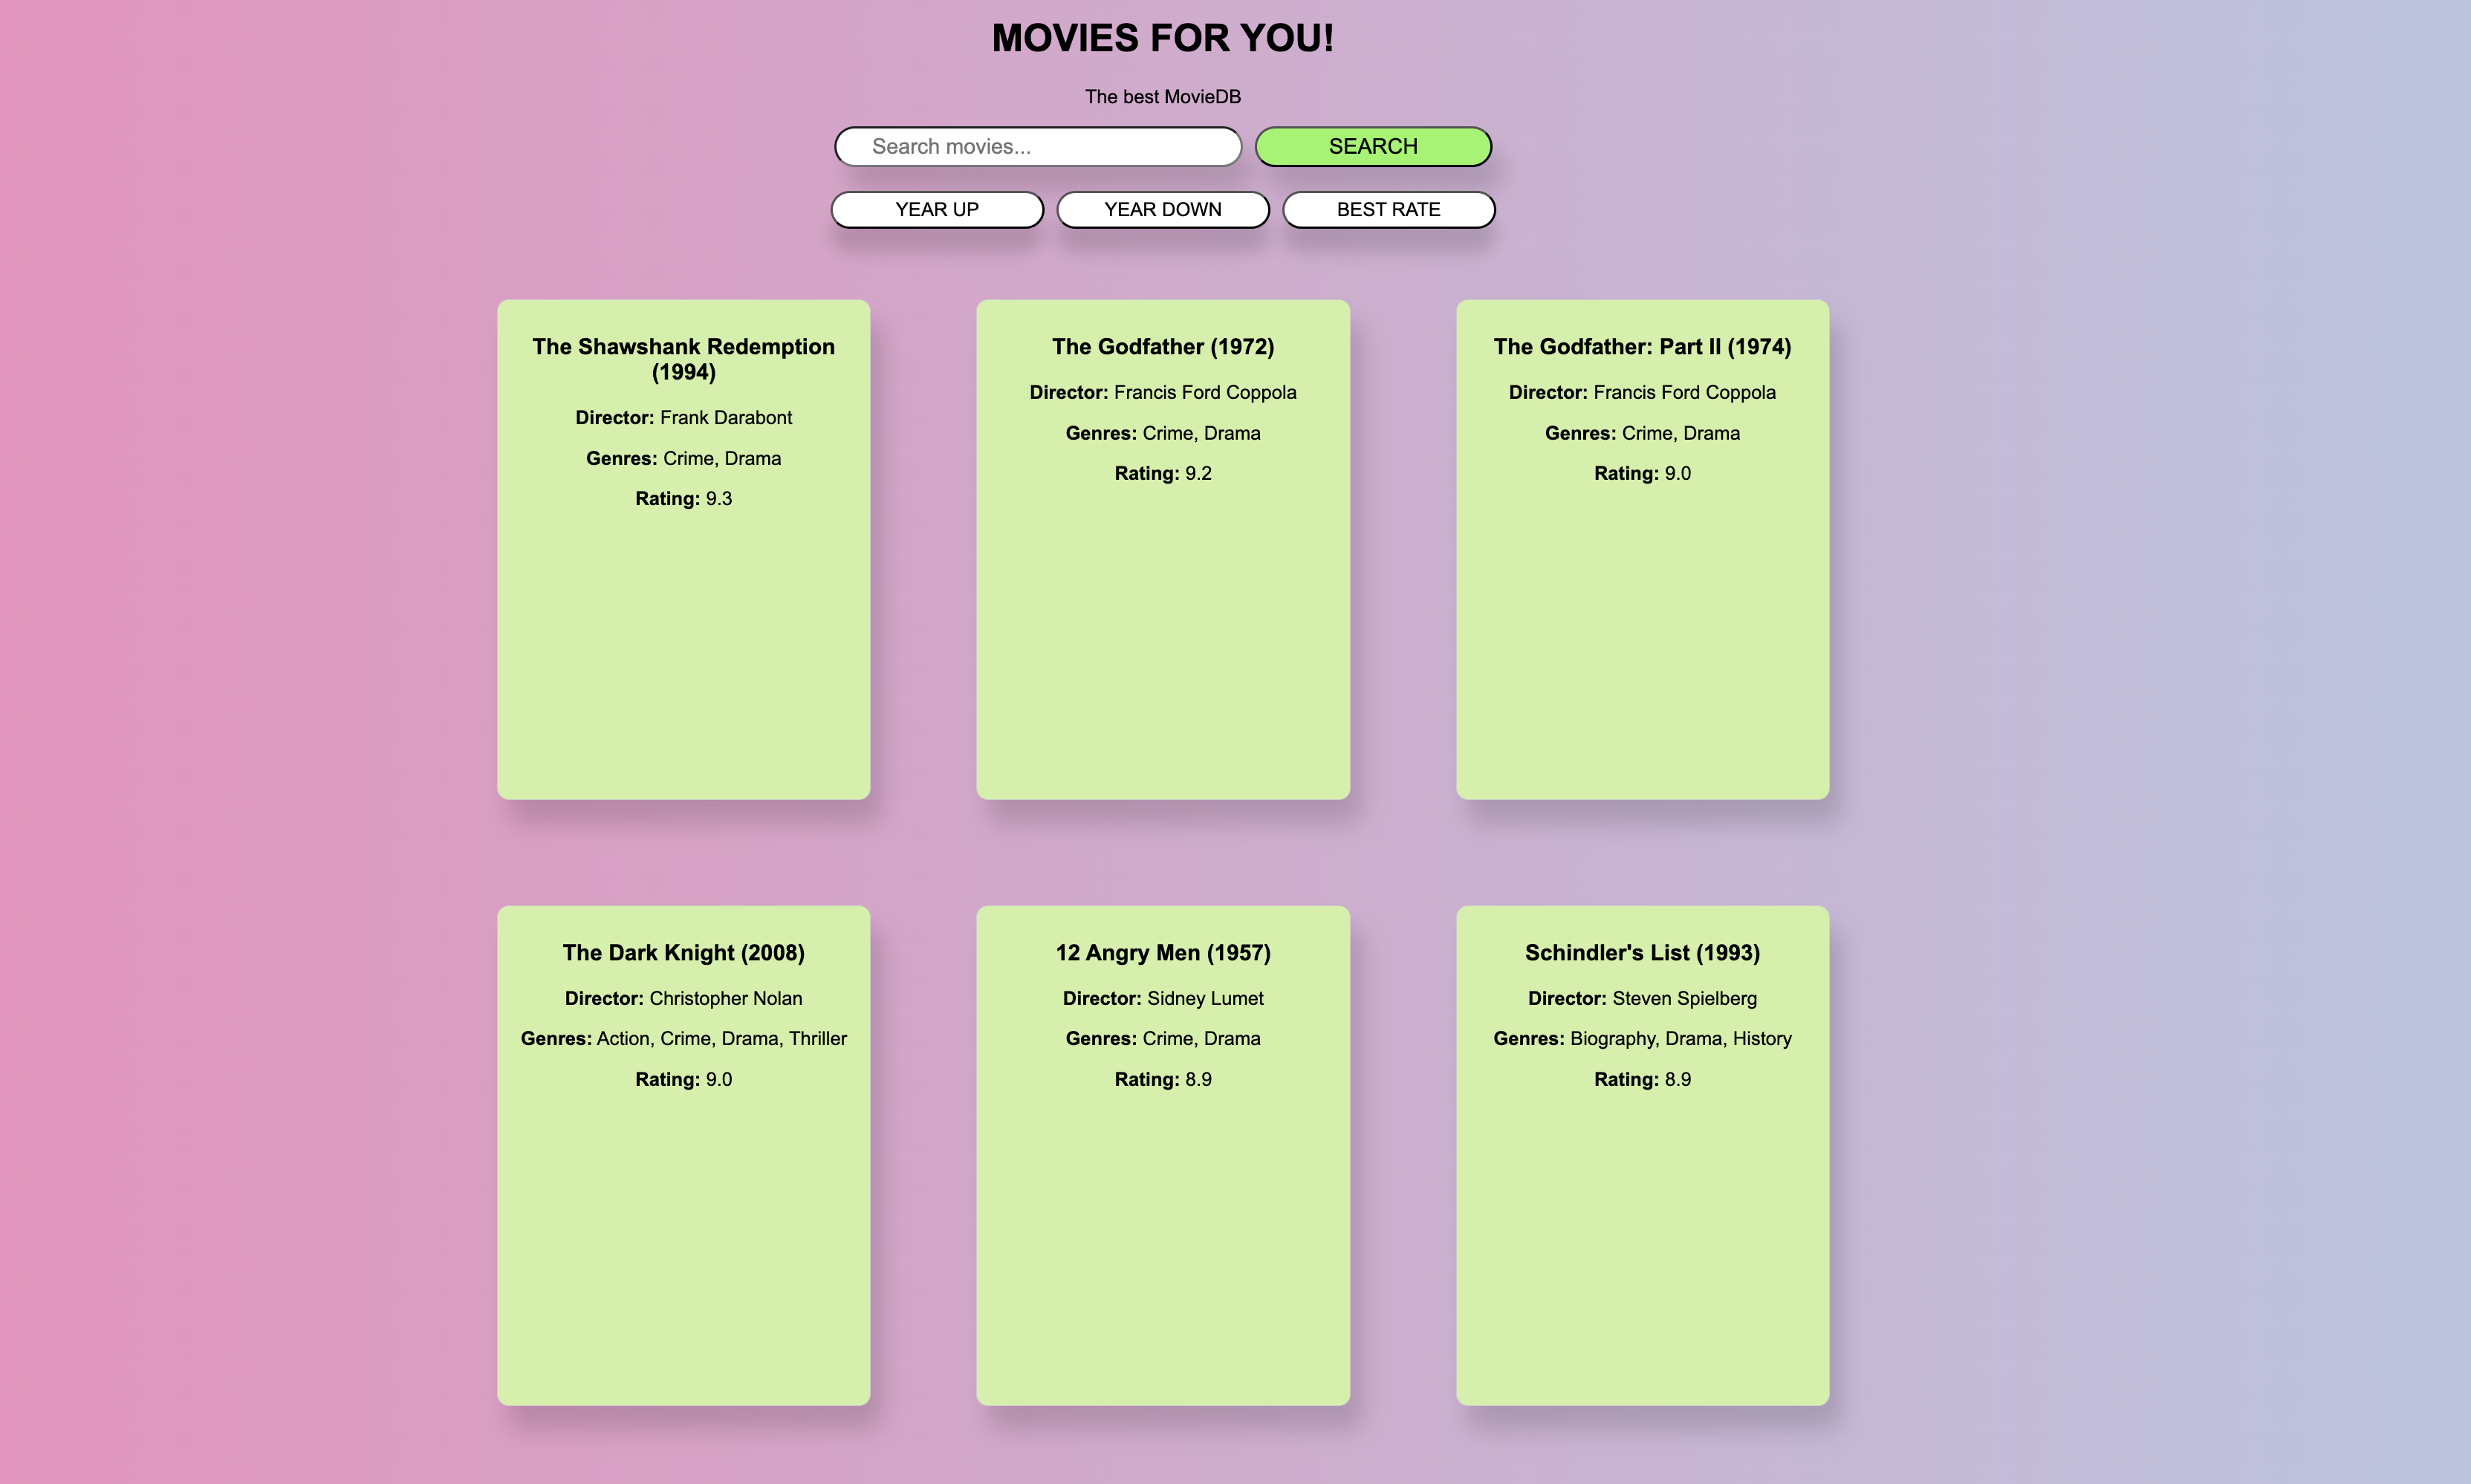 MOVIES FOR YOU!
The best MovieDB
Search movies...
SEARCH
YEAR UP
YEAR DOWN
BEST RATE
The Shawshank Redemption
(1994)
Director: Frank Darabont
Genres: Crime, Drama
Rating: 9.3
The Godfather (1972)
Director: Francis Ford Coppola
Genres: Crime, Drama
Rating: 9.2
The Godfather: Part II (1974)
Director: Francis Ford Coppola
Genres: Crime, Drama
Rating: 9.0
The Dark Knight (2008)
Director: Christopher Nolan
Genres: Action, Crime, Drama, Thriller
Rating: 9.0
12 Angry Men (1957)
Director: Sidney Lumet
Genres: Crime, Drama
Rating: 8.9
Schindler's List (1993)
Director: Steven Spielberg
Genres: Biography, Drama, History
Rating: 8.9